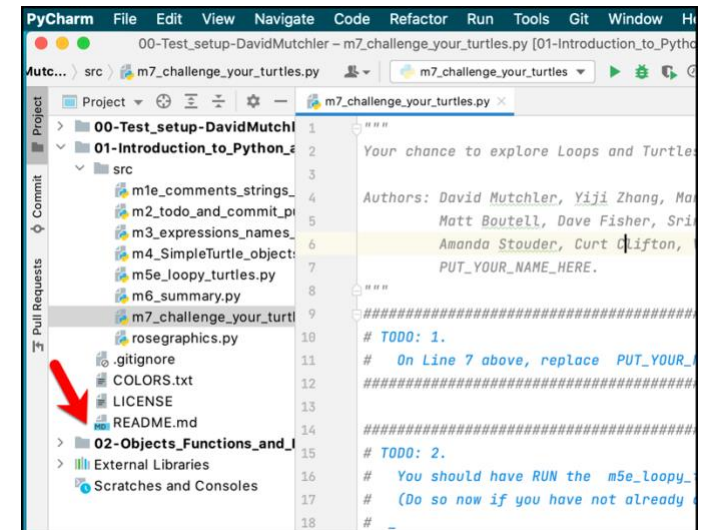 PyCharm File Edit View Navigate Code Refactor Run Tools Git Window
00-Test_setup-DavidMutchler – m7_challenge_your_turtles.py [01-Introduction_to_Pytho
Mutc... src m7_challenge_your_turtles.py m7_challenge_your_turtles
Project
Project m7_challenge_your_turtles.py
00-Test_setup-DavidMutchl
01-Introduction_to_Python_a
src
m1e_comments_strings_
m2_todo_and_commit_pu
m3_expressions_names_
m4_SimpleTurtle_objects
m5e_loopy_turtles.py
m6_summary.py
m7_challenge_your_turtl
rosegraphics.py
.gitignore
COLORS.txt
LICENSE
README.md
02-Objects_Functions_and_
External Libraries
Scratches and Consoles
Commit
Pull Requests
1 """
2 Your chance to explore Loops and Turtles
3
4 Authors: David Mutchler, Yiji Zhang,
5 Matt Boutell, Dave Fisher,
6 Amanda Stouder, Curt Clifton,
7 PUT_YOUR_NAME_HERE.
8 """
9 ########################################
10 # TODO: 1.
11 # On Line 7 above, replace PUT_YOUR_
12 ########################################
13
14 ########################################
15 # TODO: 2.
16 # You should have RUN the m5e_loopy_
17 # (Do so now if you have not already
18 # _